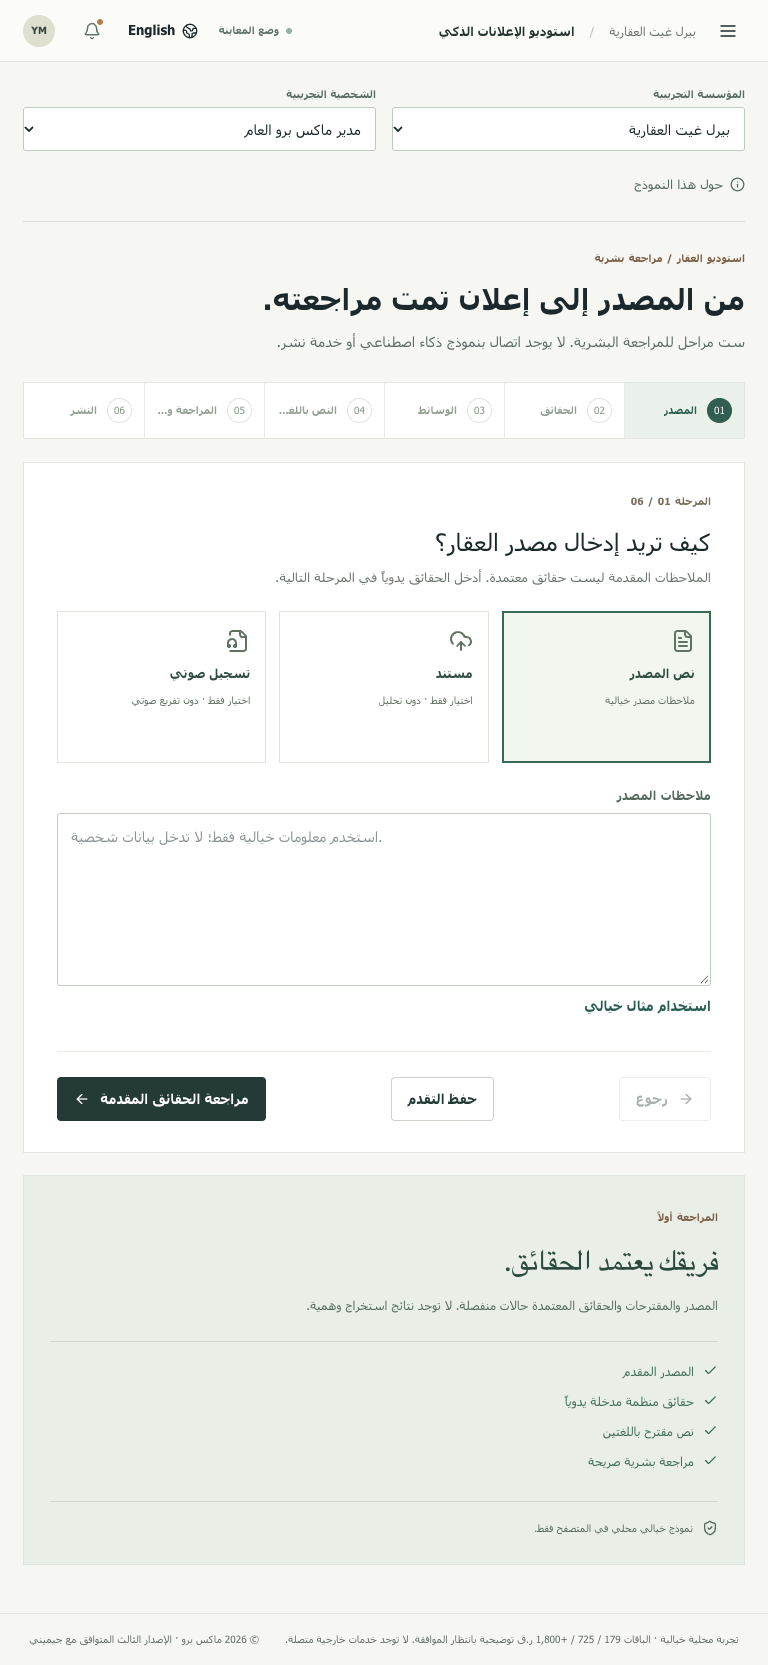 بيرل غيت العقارية / استوديو الإعلانات الذكي
وضع المعاينة
English
YM
المؤسسة التجريبية
بيرل غيت العقارية
الشخصية التجريبية
مدير ماكس برو العام
حول هذا النموذج
استوديو العقار / مراجعة بشرية
من المصدر إلى إعلان تمت مراجعته.
ست مراحل للمراجعة البشرية. لا يوجد اتصال بنموذج ذكاء اصطناعي أو خدمة نشر.
01 المصدر
02 الحقائق
03 الوسائط
04 النص باللغ...
05 المراجعة و...
06 النشر
المرحلة 01 / 06
كيف تريد إدخال مصدر العقار؟
الملاحظات المقدمة ليست حقائق معتمدة. أدخل الحقائق يدوياً في المرحلة التالية.
نص المصدر
ملاحظات مصدر خيالية
مستند
اختبار فقط · دون تحليل
تسجيل صوتي
اختبار فقط · دون تفريغ صوتي
ملاحظات المصدر
استخدم معلومات خيالية فقط؛ لا تدخل بيانات شخصية.
استخدام مثال خيالي
رجوع
حفظ التقدم
مراجعة الحقائق المقدمة
المراجعة أولاً
فريقك يعتمد الحقائق.
المصدر والمقترحات والحقائق المعتمدة حالات منفصلة. لا توجد نتائج استخراج وهمية.
المصدر المقدم
حقائق منظمة مدخلة يدوياً
نص مقترح باللغتين
مراجعة بشرية صريحة
نموذج خيالي محلي في المتصفح فقط.
تجربة محلية خيالية · الباقات 179 / 725 / +1,800 ر.ق توضيحية بانتظار الموافقة. لا توجد خدمات خارجية متصلة.
© 2026 ماكس برو · الإصدار الثالث المتوافق مع جيميني